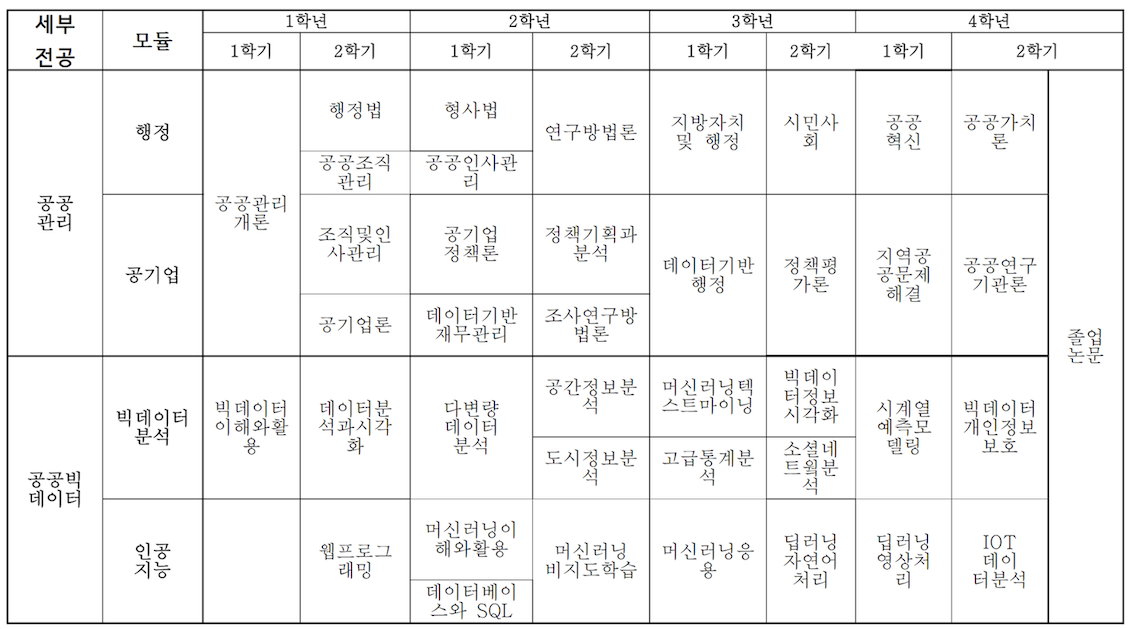 세부
전공
모듈
1학년
2학년
3학년
4학년
1학기
2학기
1학기
2학기
1학기
2학기
1학기
2학기
공공
관리
행정
공공관리
개론
행정법
공공조직
관리
형사법
공공인사관
리
연구방법론
지방자치
및 행정
시민사
회
공공
혁신
공공가치
론
졸업
논문
공기업
조직및인
사관리
공기업론
공기업
정책론
데이터기반
재무관리
정책기획과
분석
조사연구방
법론
데이터기반
행정
정책평
가론
지역공
공문제
해결
공공연구
기관론
공공빅
데이터
빅데이터
분석
빅데이터
이해와활
용
데이터분
석과시각
화
다변량
데이터
분석
공간정보분
석
도시정보분
석
머신러닝텍
스트마이닝
고급통계분
석
빅데이
터정보
시각화
소셜네
트웤분
석
시계열
예측모
델링
빅데이터
개인정보
보호
인공
지능
웹프로그
래밍
머신러닝이
해와활용
데이터베이
스와 SQL
머신러닝
비지도학습
머신러닝응
용
딥러닝
자연어
처리
딥러닝
영상처
리
IOT
데이
터분석